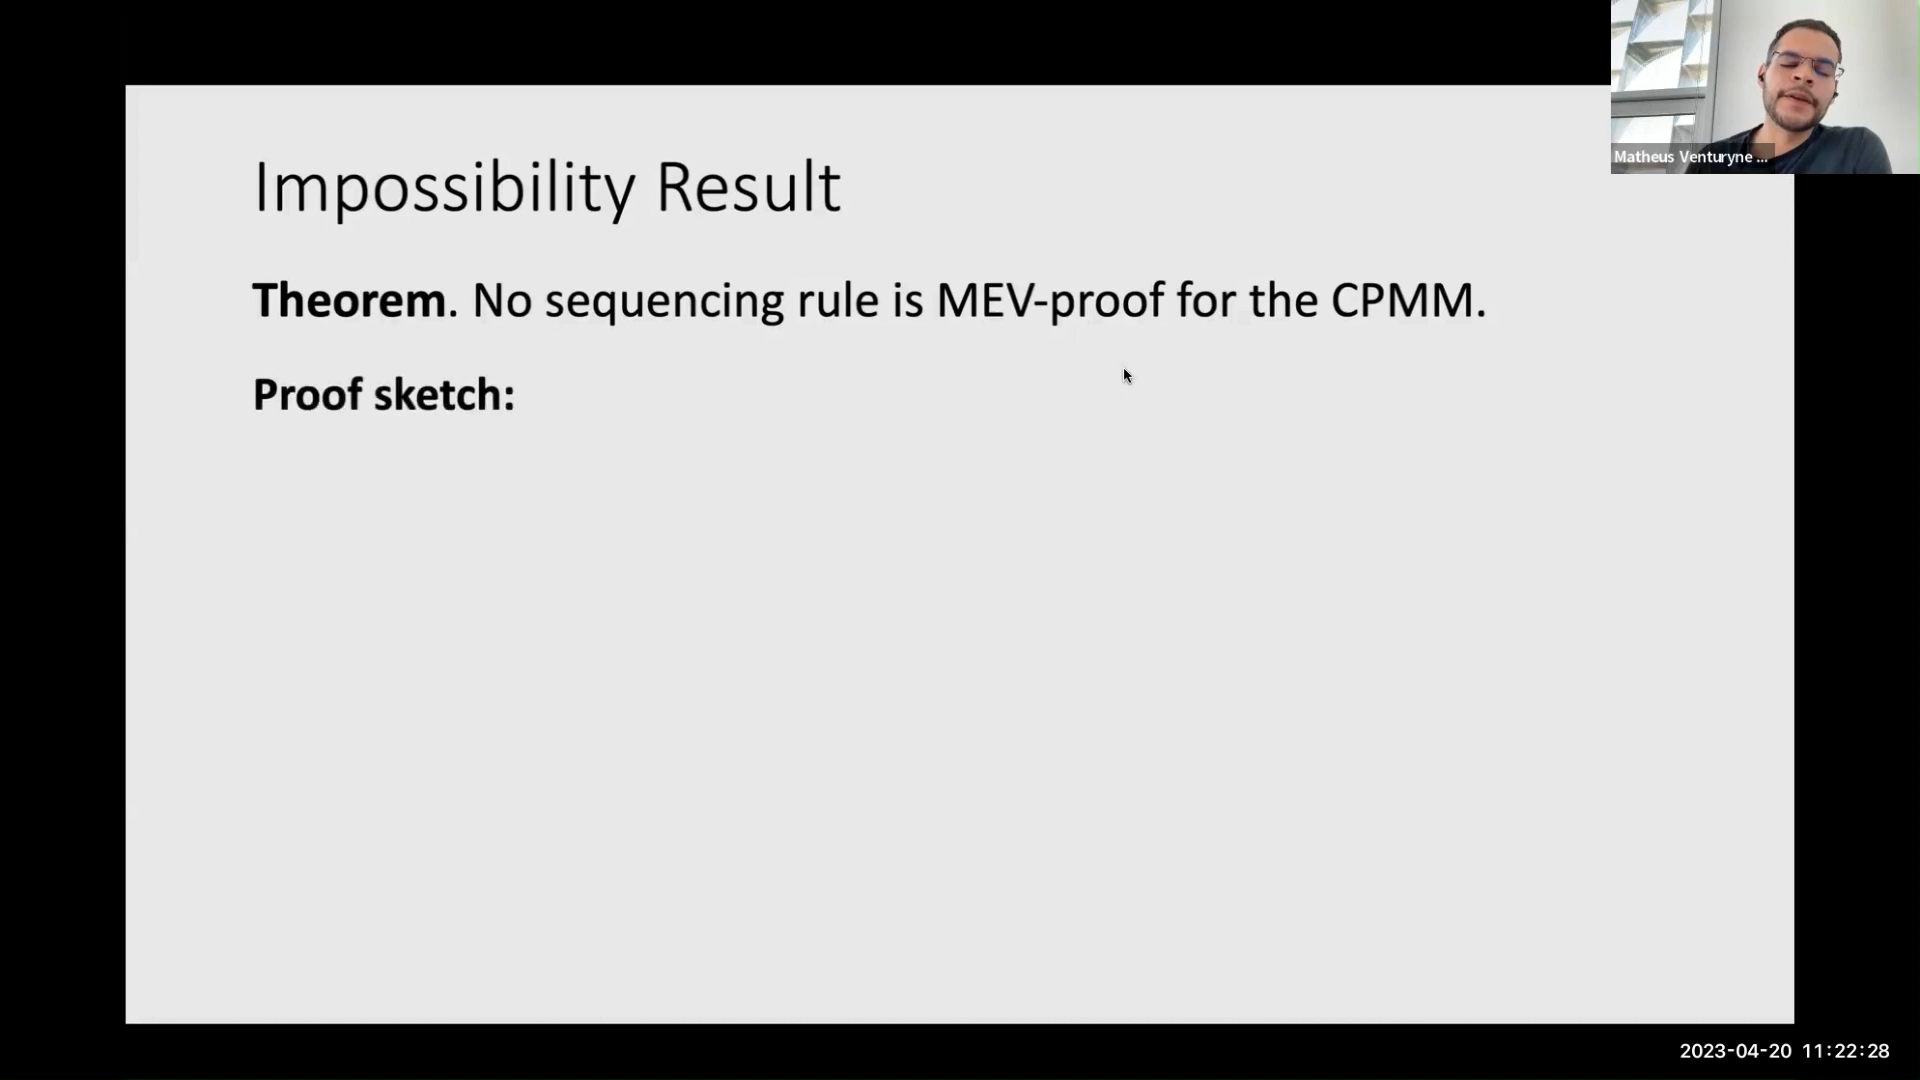 Matheus Venturyne ...
Impossibility Result
Theorem. No sequencing rule is MEV-proof for the CPMM.
Proof sketch:
2023-04-20 11:22:28